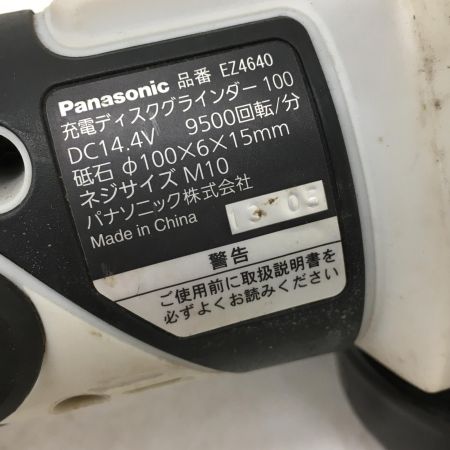 Panasonic 品番 EZ4640
充電ディスクグラインダー 100
DC14.4V 9500回転/分
砥石 φ100×6×15mm
ネジサイズ M10
パナソニック株式会社
Made in China
警告
ご使用前に取扱説明書を
必ずよくお読みください